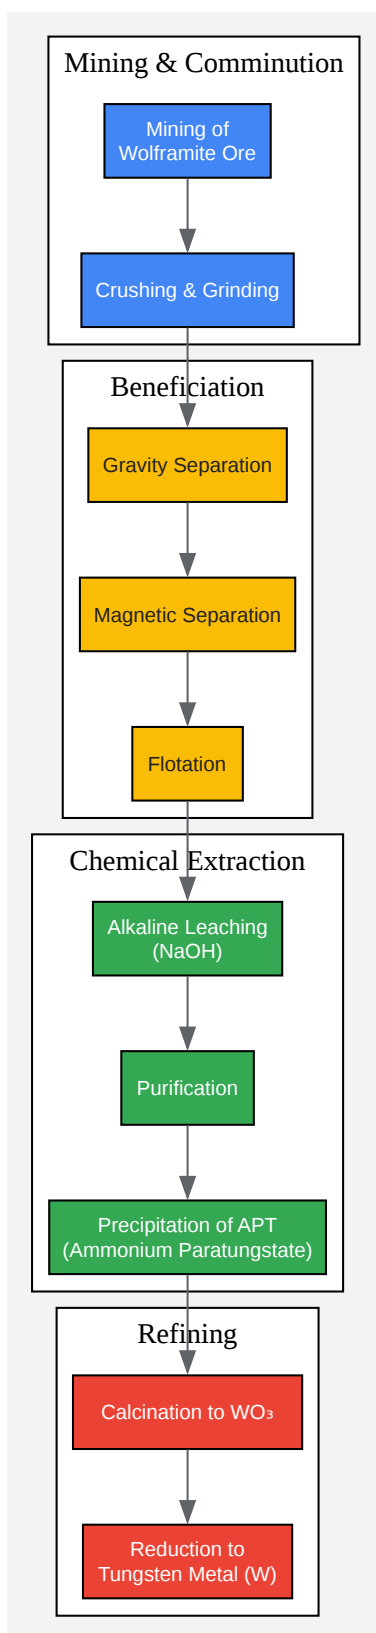 Mining & Comminution
Mining of
Wolframite Ore
Crushing & Grinding
Beneficiation
Gravity Separation
Magnetic Separation
Flotation
Chemical Extraction
Alkaline Leaching
(NaOH)
Purification
Precipitation of APT
(Ammonium Paratungstate)
Refining
Calcination to WO₃
Reduction to
Tungsten Metal (W)